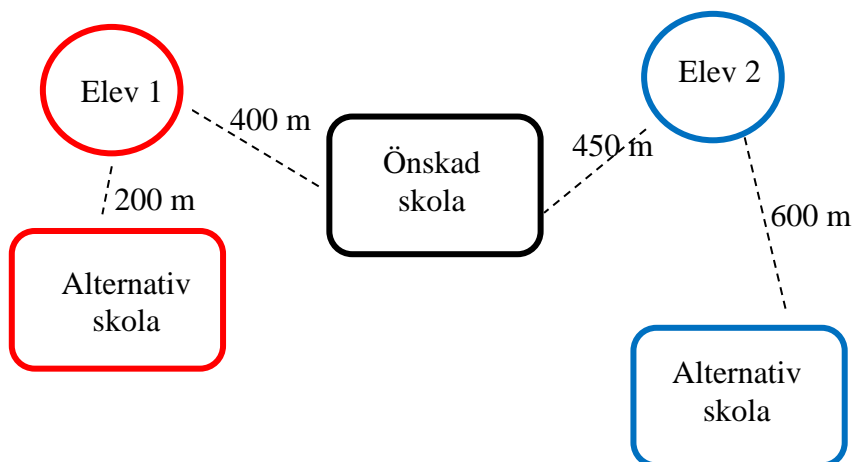 Elev 1
400 m
200 m
Alternativ
skola
Önskad
skola
Elev 2
450 m
600 m
Alternativ
skola